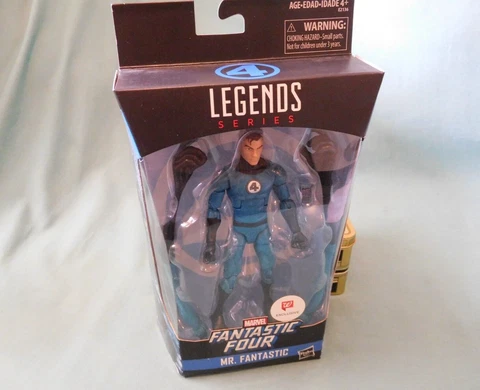 AGE•EDAD•IDADE 4+
WARNING:
CHOKING HAZARD-Small parts.
Not for children under 3 years.
4
LEGENDS
SERIES
4
MARVEL
FANTASTIC
FOUR
MR. FANTASTIC
Hasbro